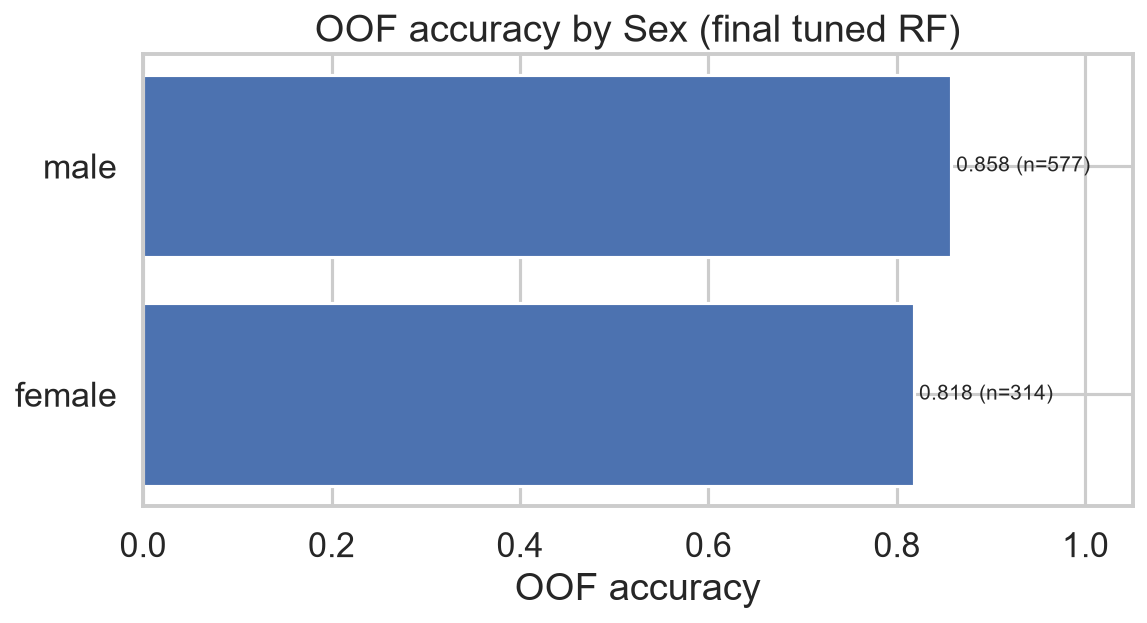 OOF accuracy by Sex (final tuned RF)
male
0.858 (n=577)
female
0.818 (n=314)
0.0 0.2 0.4 0.6 0.8 1.0
OOF accuracy